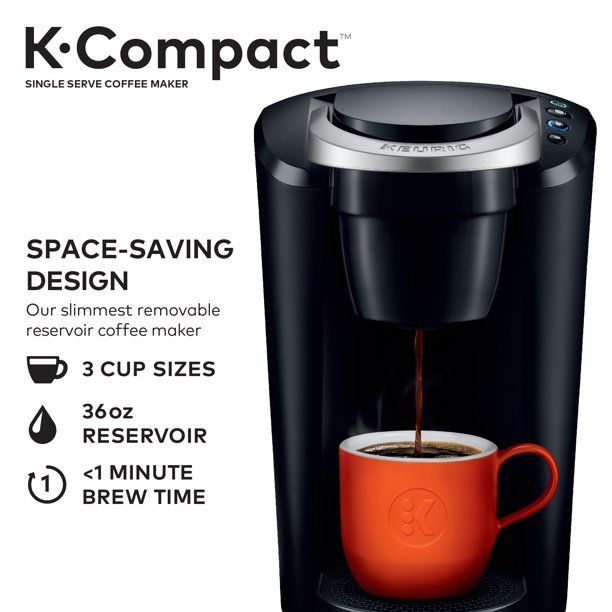 K•Compact™
SINGLE SERVE COFFEE MAKER
KEURIG
SPACE-SAVING
DESIGN
Our slimmest removable
reservoir coffee maker
3 CUP SIZES
36oz
RESERVOIR
1
<1 MINUTE
BREW TIME
K